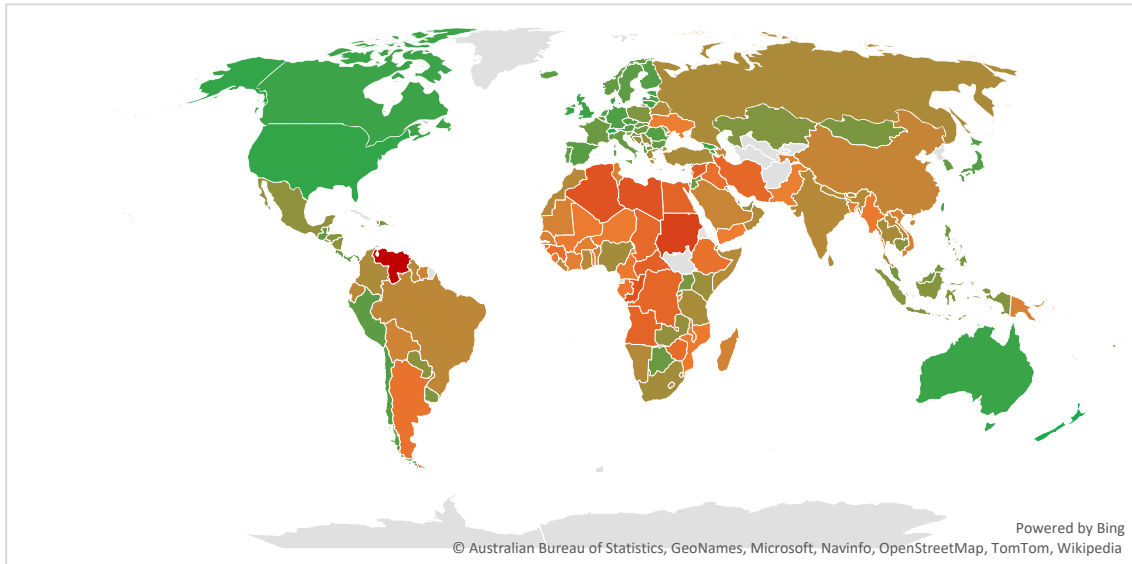 Powered by Bing
© Australian Bureau of Statistics, GeoNames, Microsoft, Navinfo, OpenStreetMap, TomTom, Wikipedia